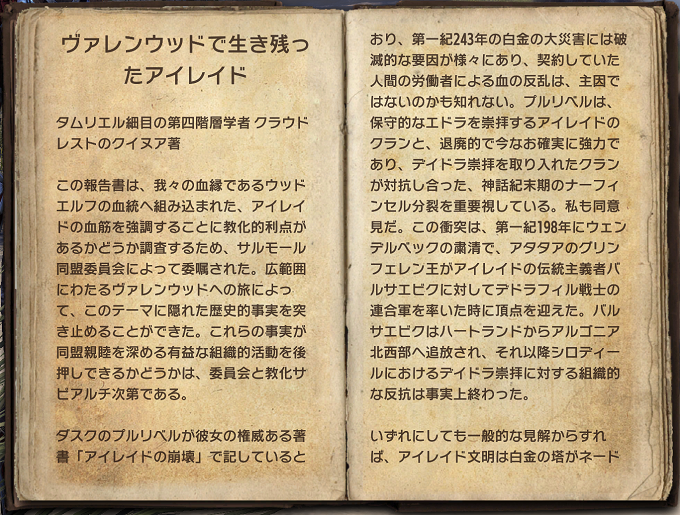 ヴァレンウッドで生き残っ
たアイレイド
タムリエル細目の第四階層学者 クラウド
レストのクイヌア著
この報告書は、我々の血縁であるウッド
エルフの血統へ組み込まれた、アイレイ
ドの血筋を強調することに教化的利点が
あるかどうか調査するため、サルモール
同盟委員会によって委嘱された。広範囲
にわたるヴァレンウッドへの旅によっ
て、このテーマに隠れた歴史的事実を突
き止めることができた。これらの事実が
同盟親睦を深める有益な組織的活動を後
押しできるかどうかは、委員会と教化サ
ピアルチ次第である。
ダスクのプルリベルが彼女の権威ある著
書「アイレイドの崩壊」で記していると
おり、第一紀243年の白金の大災害には破
滅的な要因が様々にあり、契約していた
人間の労働者による血の反乱は、主因で
はないのかも知れない。プルリベルは、
保守的なエドラを崇拝するアイレイドの
クランと、退廃的で今なお確実に強力で
あり、デイドラ崇拝を取り入れたクラン
が対抗し合った、神話紀末期のナーフィ
ンセル分裂を重要視している。私も同意
見だ。この衝突は、第一紀198年にウェン
デルベックの粛清で、アタタアのグリン
フェレン王がアイレイドの伝統主義者バ
ルサエビクに対してデドラフィル戦士の
連合軍を率いた時に頂点を迎えた。バル
サエビクはハートランドからアルゴニア
北西部へ追放され、それ以降シロディー
ルにおけるデイドラ崇拝に対する組織的
な反抗は事実上終わった。
いずれにしても一般的な見解からすれ
ば、アイレイド文明は白金の塔がネード